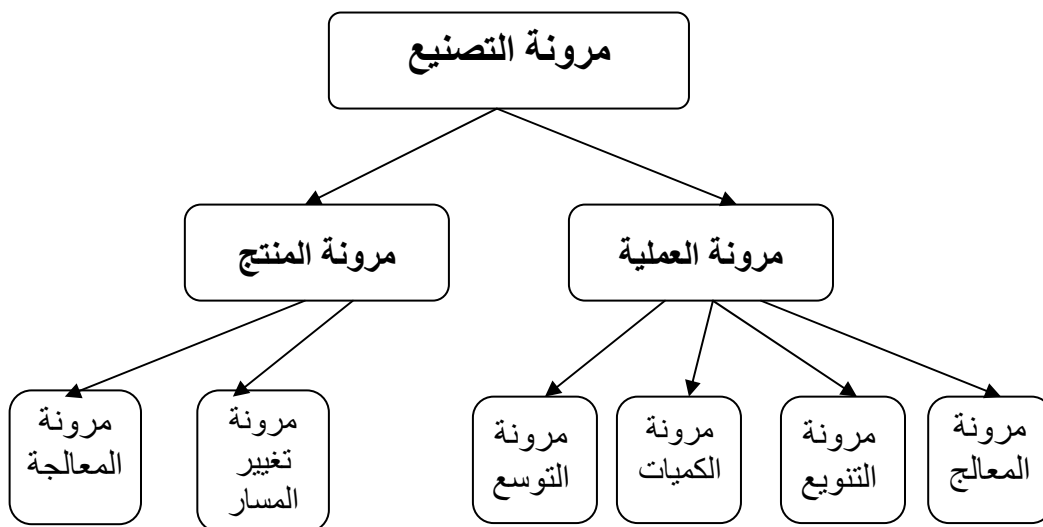 مرونة التصنيع
مرونة العملية
مرونة المنتج
مرونة
المعالج
مرونة
التنويع
مرونة
الكميات
مرونة
التوسع
مرونة
تغيير
المسار
مرونة
المعالجة